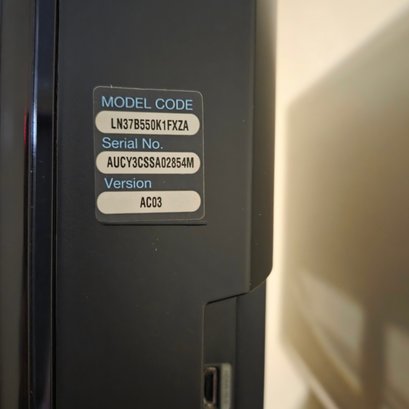 MODEL CODE
LN37B550K1FXZA
Serial No.
AUCY3CSSA02854M
Version
AC03